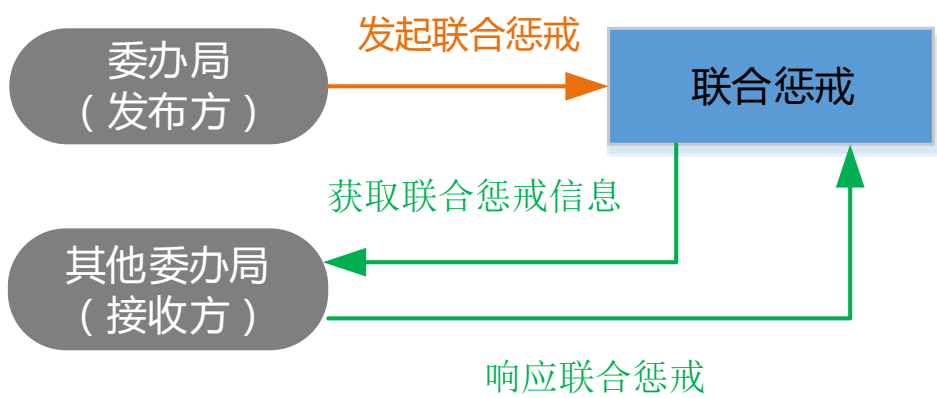 发起联合惩戒
委办局
（发布方）
联合惩戒
获取联合惩戒信息
其他委办局
（接收方）
响应联合惩戒